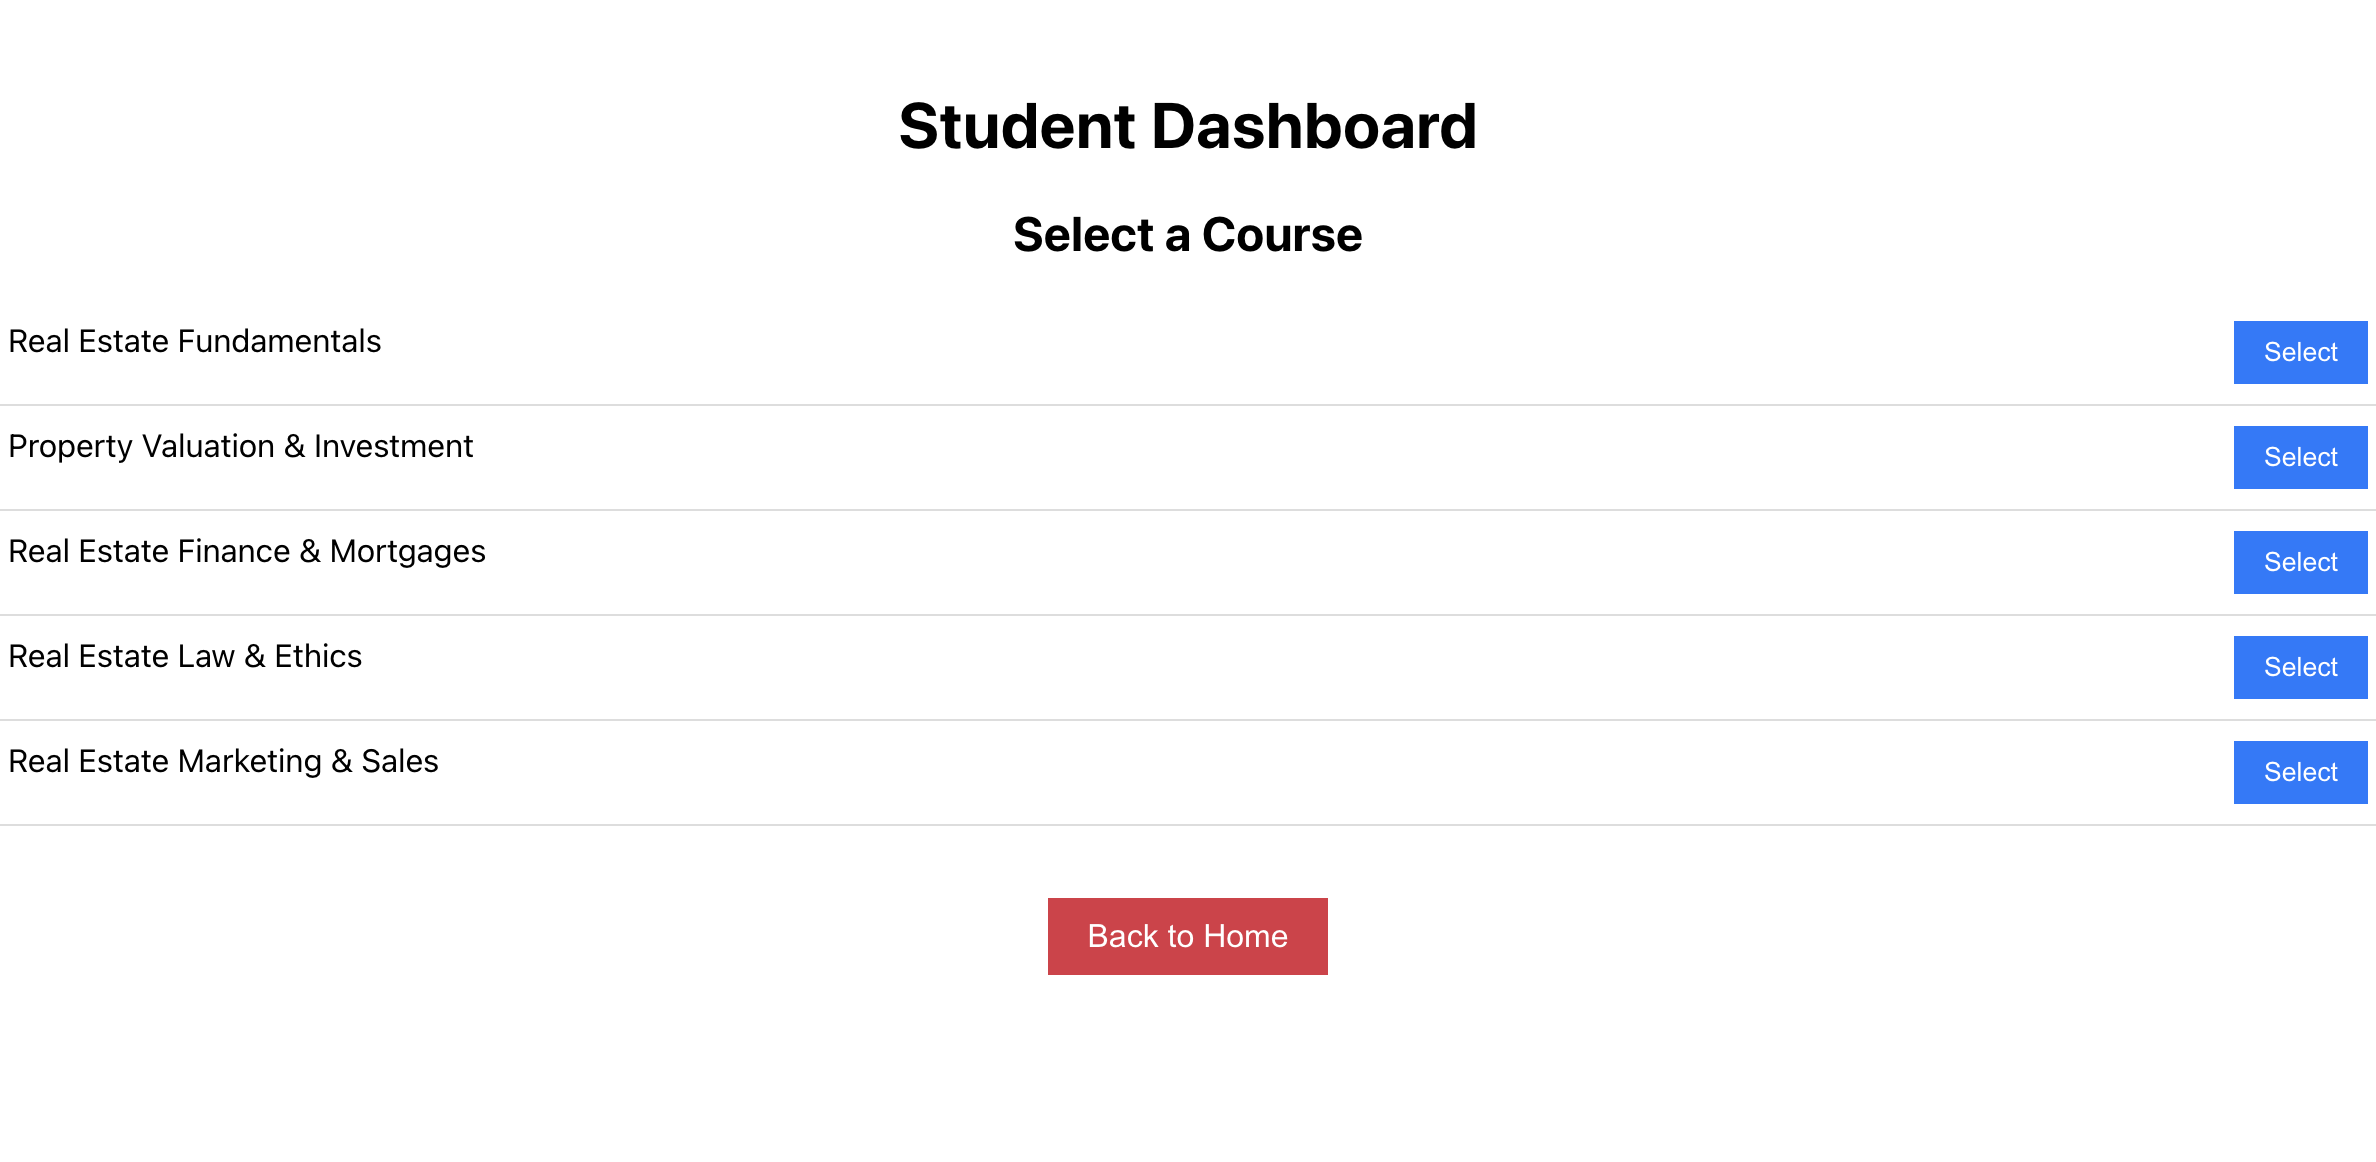 Student Dashboard
Select a Course
Real Estate Fundamentals Select
Property Valuation & Investment Select
Real Estate Finance & Mortgages Select
Real Estate Law & Ethics Select
Real Estate Marketing & Sales Select
Back to Home